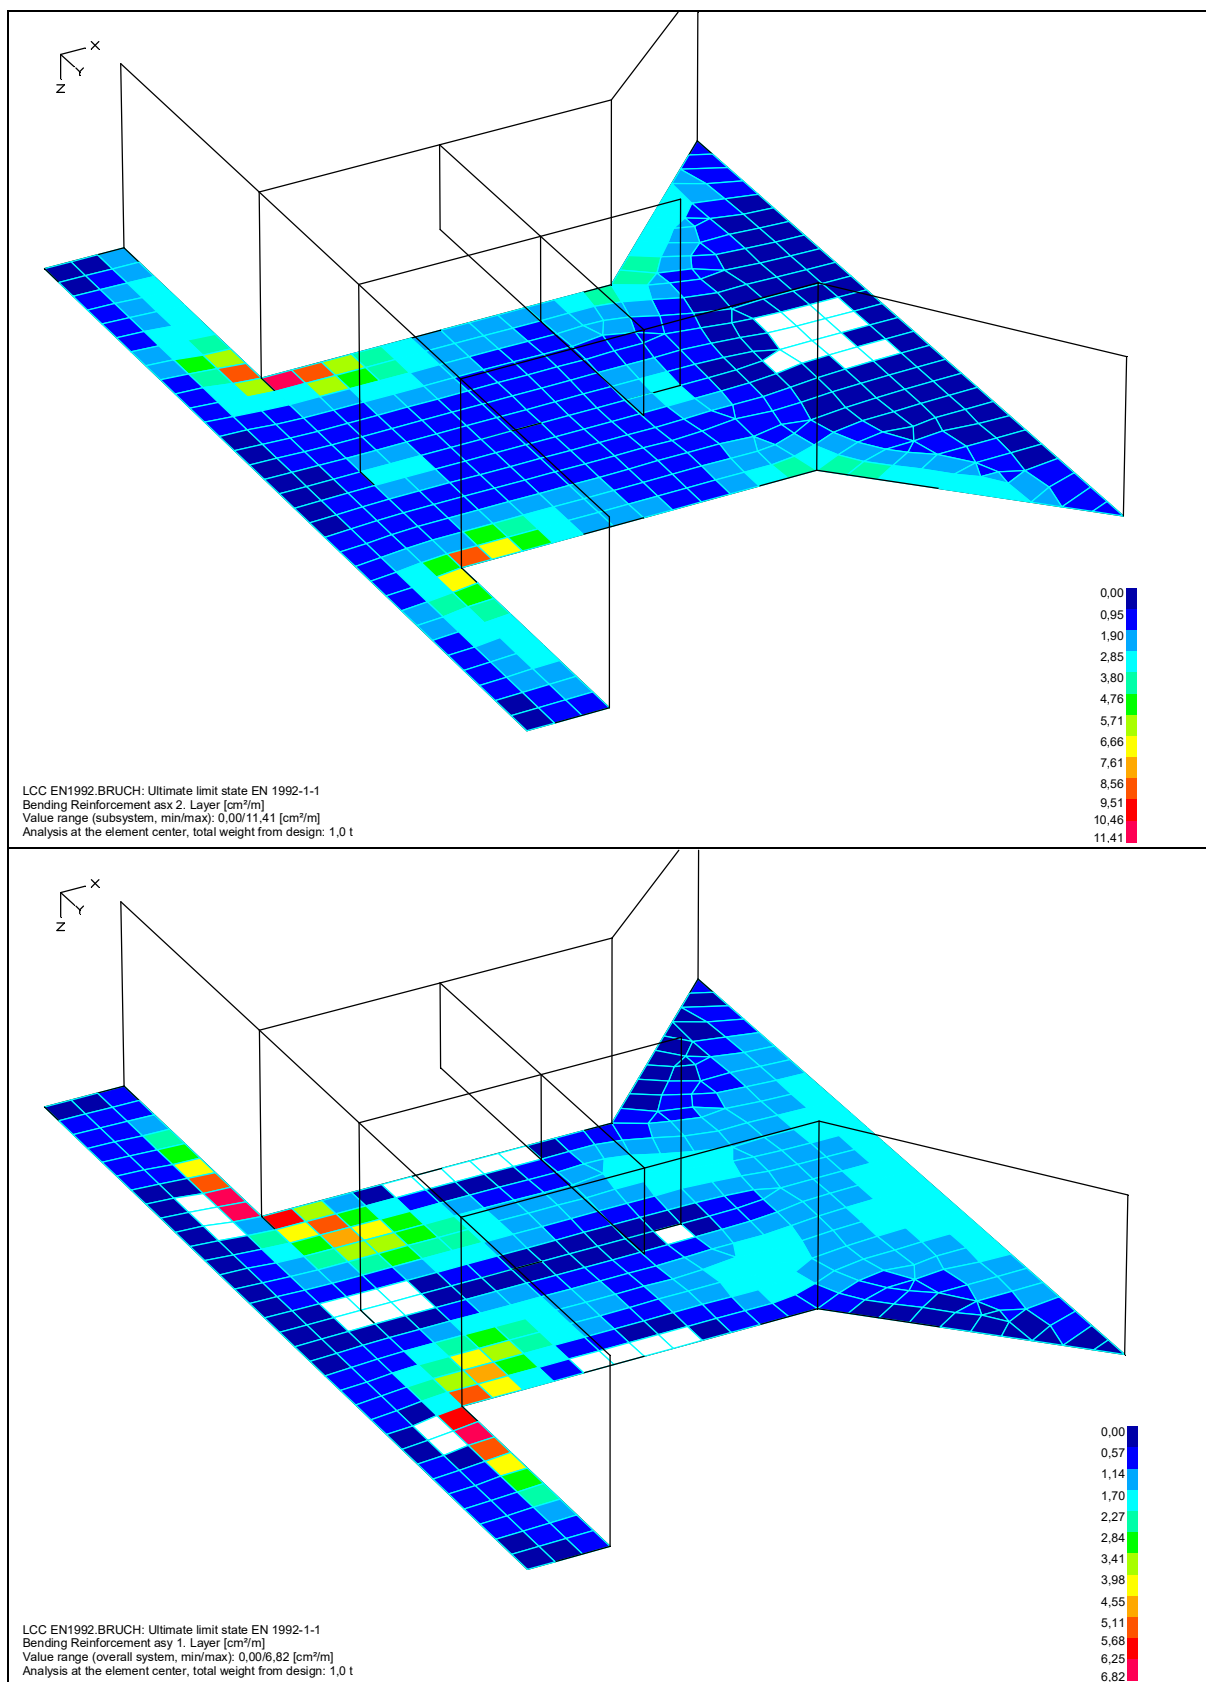 X
Y
Z
0,00
0,95
1,90
2,85
3,80
4,76
5,71
6,66
7,61
8,56
9,51
10,46
11,41
LCC EN1992.BRUCH: Ultimate limit state EN 1992-1-1
Bending Reinforcement asx 2. Layer [cm²/m]
Value range (subsystem, min/max): 0,00/11,41 [cm²/m]
Analysis at the element center, total weight from design: 1,0 t
X
Y
Z
0,00
0,57
1,14
1,70
2,27
2,84
3,41
3,98
4,55
5,11
5,68
6,25
6,82
LCC EN1992.BRUCH: Ultimate limit state EN 1992-1-1
Bending Reinforcement asy 1. Layer [cm²/m]
Value range (overall system, min/max): 0,00/6,82 [cm²/m]
Analysis at the element center, total weight from design: 1,0 t